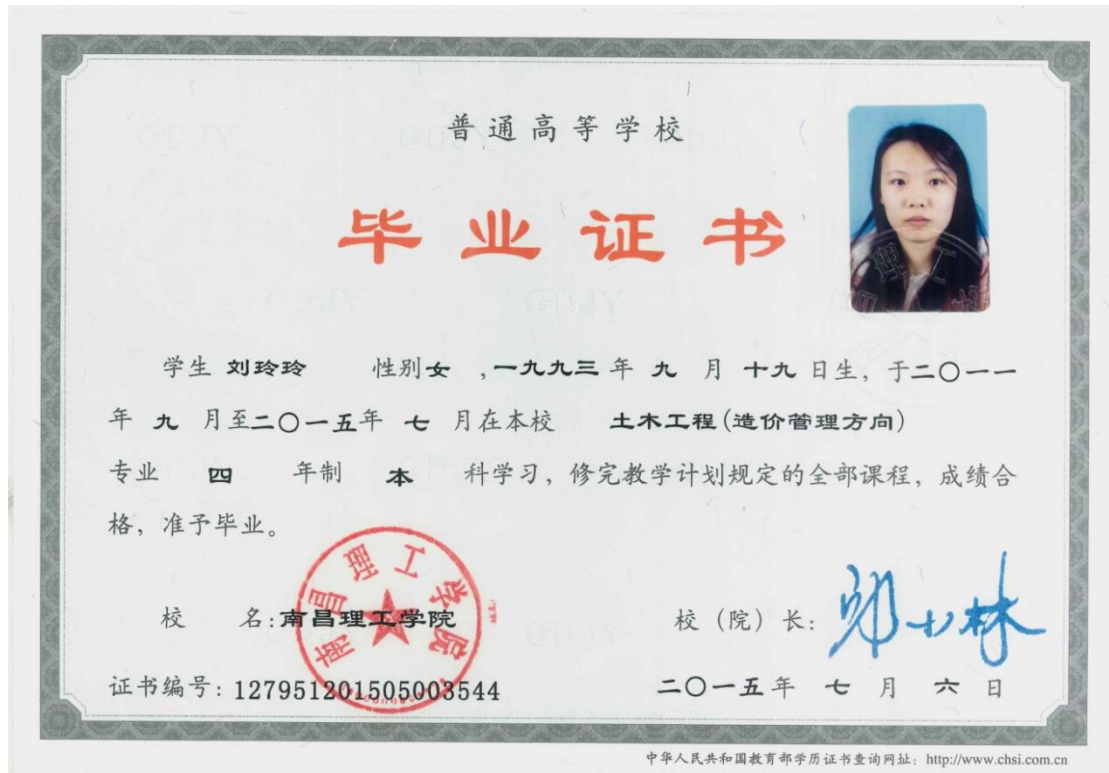 普通高等学校
毕业证书
学生 刘玲玲 性别女 ,一九九三 年 九 月 十九 日生，于二〇一一
年 九 月至二〇一五年 七 月在本校 土木工程(造价管理方向)
专业 四 年制 本 科学习，修完教学计划规定的全部课程，成绩合
格，准予毕业。
南昌理工学院
校 名:南昌理工学院 校（院）长:
证书编号: 127951201505003544 二〇一五 年 七 月 六 日
中华人民共和国教育部学历证书查询网址: http://www.chsi.com.cn